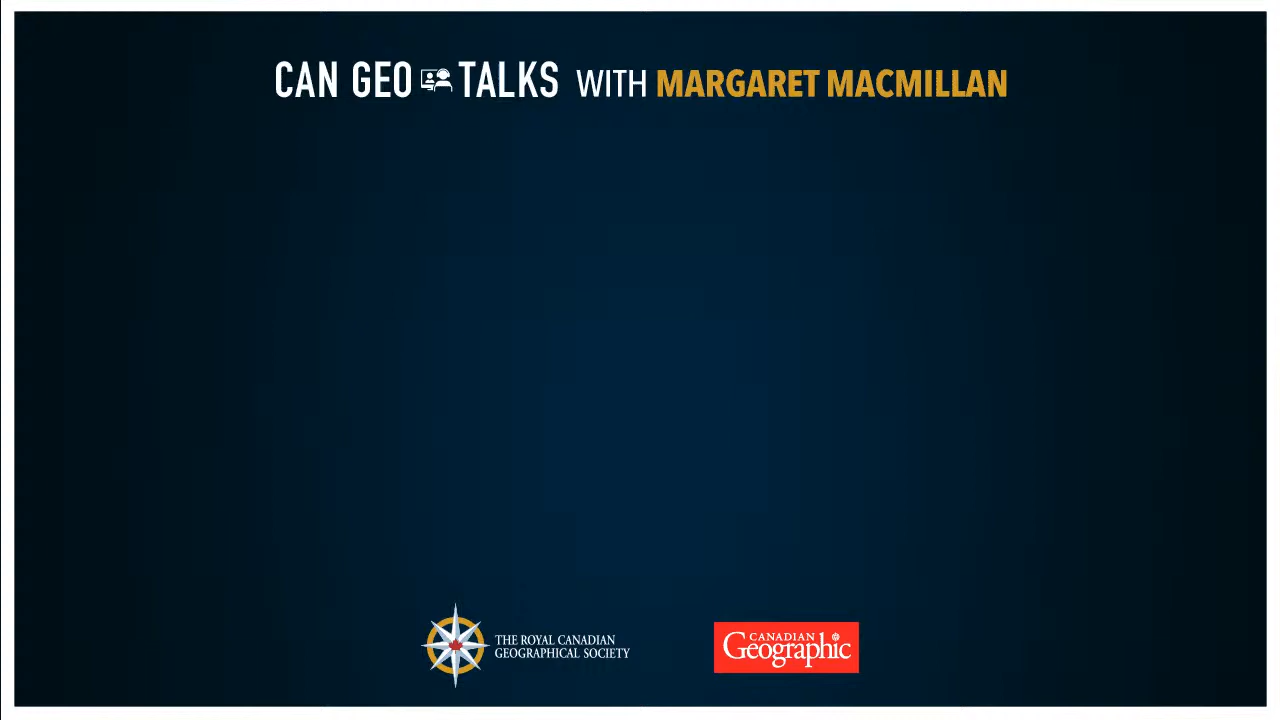 CAN GEO TALKS WITH MARGARET MACMILLAN
THE ROYAL CANADIAN
GEOGRAPHICAL SOCIETY
CANADIAN
Geographic